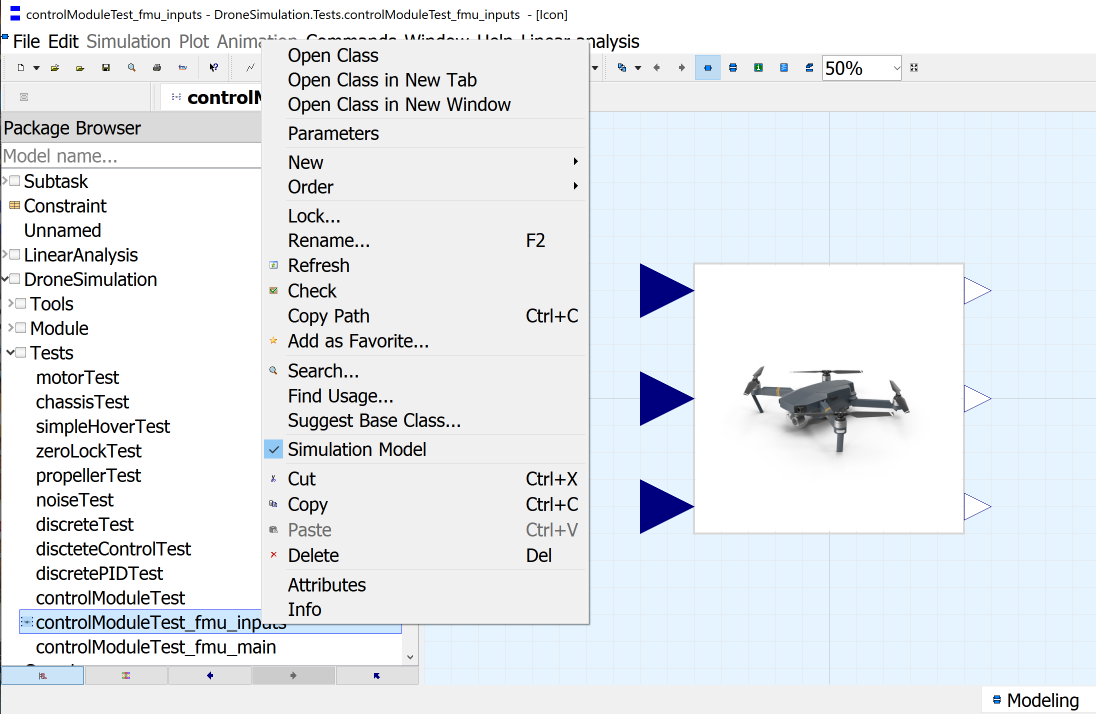 controlModuleTest_fmu_inputs - DroneSimulation.Tests.controlModuleTest_fmu_inputs - [Icon]
File Edit Simulation Plot Animation Commands Window Help Linear analysis
50%
controlM
Package Browser
Model name...
Subtask
Constraint
Unnamed
LinearAnalysis
DroneSimulation
Tools
Module
Tests
motorTest
chassisTest
simpleHoverTest
zeroLockTest
propellerTest
noiseTest
discreteTest
discteteControlTest
discretePIDTest
controlModuleTest
controlModuleTest_fmu_inputs
controlModuleTest_fmu_main
Open Class
Open Class in New Tab
Open Class in New Window
Parameters
New
Order
Lock...
Rename... F2
Refresh
Check
Copy Path Ctrl+C
Add as Favorite...
Search...
Find Usage...
Suggest Base Class...
Simulation Model
Cut Ctrl+X
Copy Ctrl+C
Paste Ctrl+V
Delete Del
Attributes
Info
Modeling